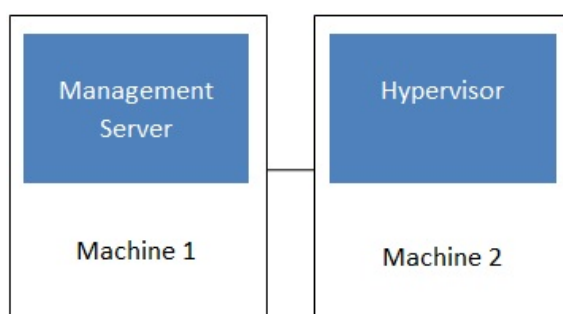 Management
Server
Machine 1
Hypervisor
Machine 2